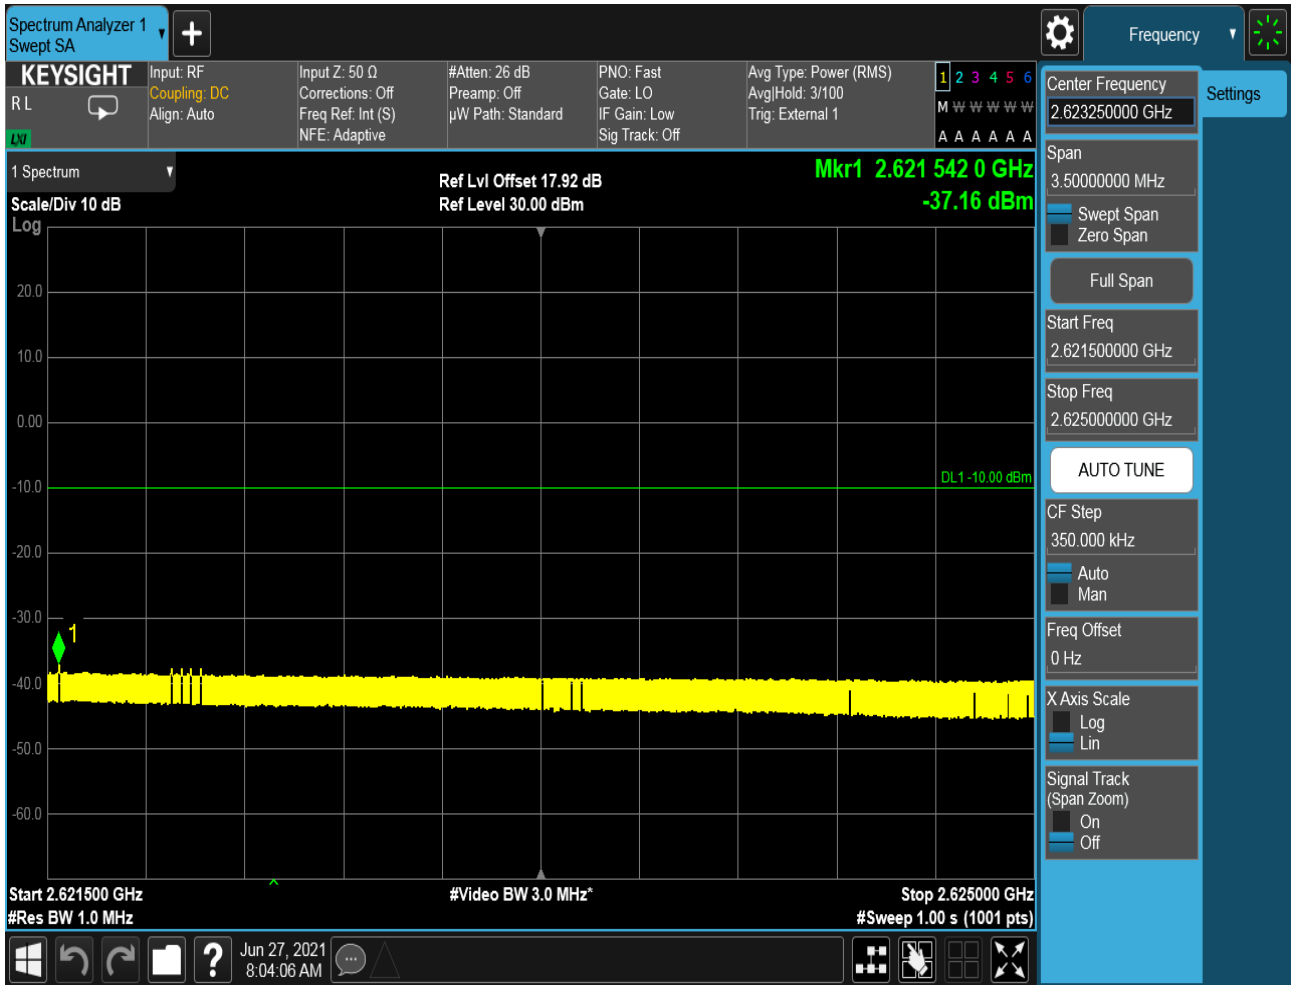 Spectrum Analyzer 1
Swept SA
Frequency
KEYSIGHT
R L
LXI
Input: RF
Coupling: DC
Align: Auto
Input Z: 50 Ω
Corrections: Off
Freq Ref: Int (S)
NFE: Adaptive
#Atten: 26 dB
Preamp: Off
µW Path: Standard
PNO: Fast
Gate: LO
IF Gain: Low
Sig Track: Off
Avg Type: Power (RMS)
Avg|Hold: 3/100
Trig: External 1
1 2 3 4 5 6
M W W W W W
A A A A A A
1 Spectrum
Scale/Div 10 dB
Log
Ref Lvl Offset 17.92 dB
Ref Level 30.00 dBm
Mkr1 2.621 542 0 GHz
-37.16 dBm
20.0
10.0
0.00
-10.0
-20.0
-30.0
-40.0
-50.0
-60.0
DL1 -10.00 dBm
1
Start 2.621500 GHz
#Res BW 1.0 MHz
#Video BW 3.0 MHz*
Stop 2.625000 GHz
#Sweep 1.00 s (1001 pts)
Jun 27, 2021
8:04:06 AM
Center Frequency
2.623250000 GHz
Settings
Span
3.50000000 MHz
Swept Span
Zero Span
Full Span
Start Freq
2.621500000 GHz
Stop Freq
2.625000000 GHz
AUTO TUNE
CF Step
350.000 kHz
Auto
Man
Freq Offset
0 Hz
X Axis Scale
Log
Lin
Signal Track
(Span Zoom)
On
Off